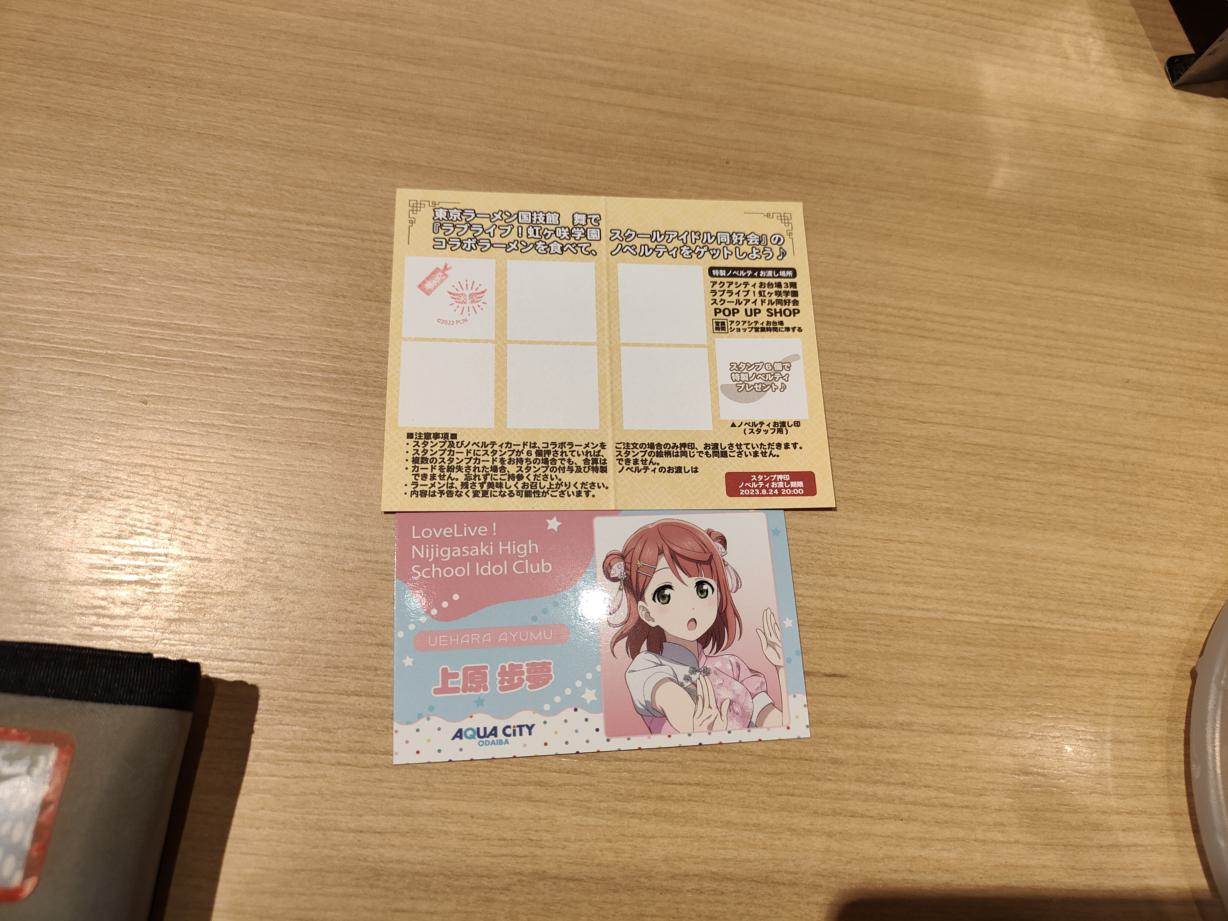 東京ラーメン国技館 舞で
『ラブライブ！虹ヶ咲学園 スクールアイドル同好会』の
コラボラーメンを食べて、ノベルティをゲットしよう♪
©2022 PL!N
特製ノベルティお渡し場所
アクアシティお台場3階
ラブライブ！虹ヶ咲学園
スクールアイドル同好会
POP UP SHOP
営業時間 アクアシティお台場
ショップ営業時間に準ずる
スタンプ6個で
特製ノベルティ
プレゼント♪
▲ノベルティお渡し印
(スタッフ用)
■注意事項■
・スタンプ及びノベルティカードは、コラボラーメンを ご注文の場合のみ押印、お渡しさせていただきます。
・スタンプカードにスタンプが6個押されていれば、 スタンプの絵柄は同じでも問題ございません。
・複数のスタンプカードをお持ちの場合でも、合算は できません。
・カードを紛失された場合、スタンプの付与及び特製 ノベルティのお渡しは
できません。忘れずにご持参ください。
・ラーメンは、残さず美味しくお召し上がりください。
・内容は予告なく変更になる可能性がございます。
スタンプ押印
ノベルティお渡し期限
2023.8.24 20:00
LoveLive！
Nijigasaki High
School Idol Club
UEHARA AYUMU
上原 歩夢
AQUA CiTY
ODAIBA